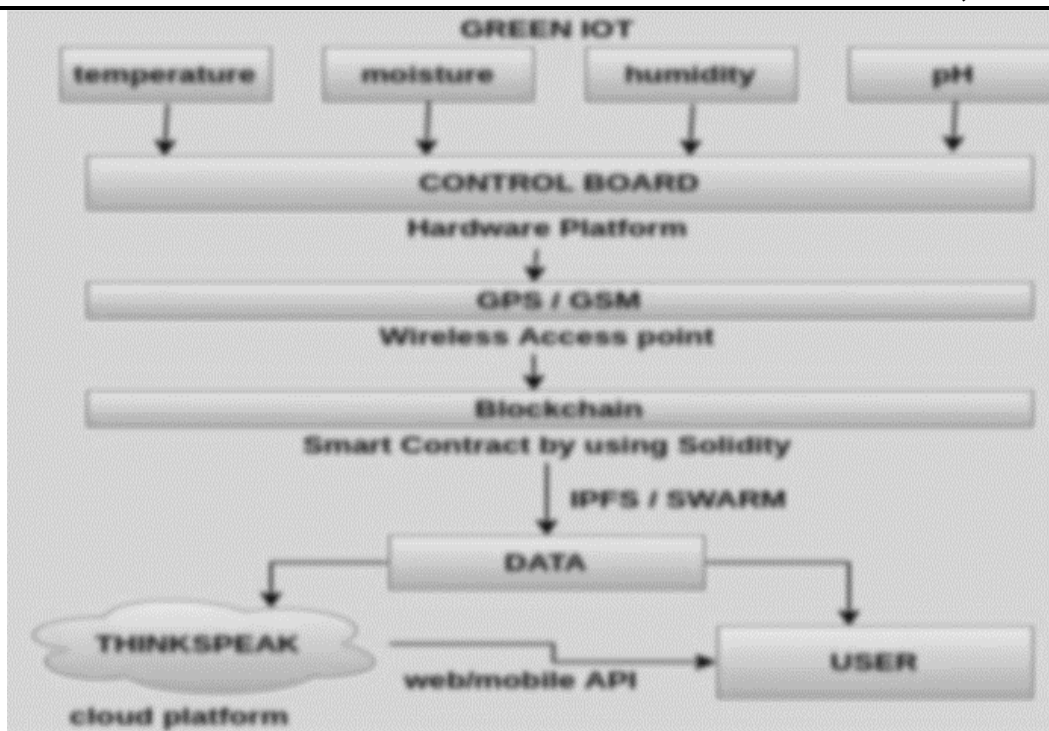 GREEN IOT
temperature moisture humidity pH
CONTROL BOARD
Hardware Platform
GPS / GSM
Wireless Access point
Blockchain
Smart Contract by using Solidity
IPFS / SWARM
DATA
THINKSPEAK
USER
web/mobile API
cloud platform